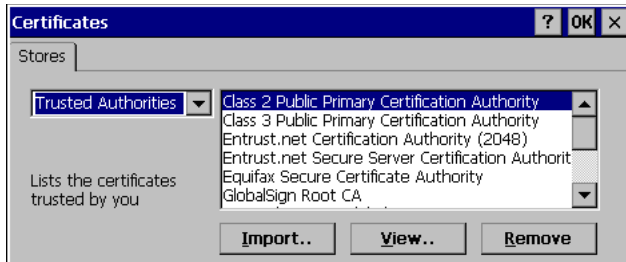 Certificates ? OK ×
Stores
Trusted Authorities
Class 2 Public Primary Certification Authority
Class 3 Public Primary Certification Authority
Entrust.net Certification Authority (2048)
Entrust.net Secure Server Certification Authorit
Equifax Secure Certificate Authority
GlobalSign Root CA
Lists the certificates
trusted by you
Import.. View.. Remove